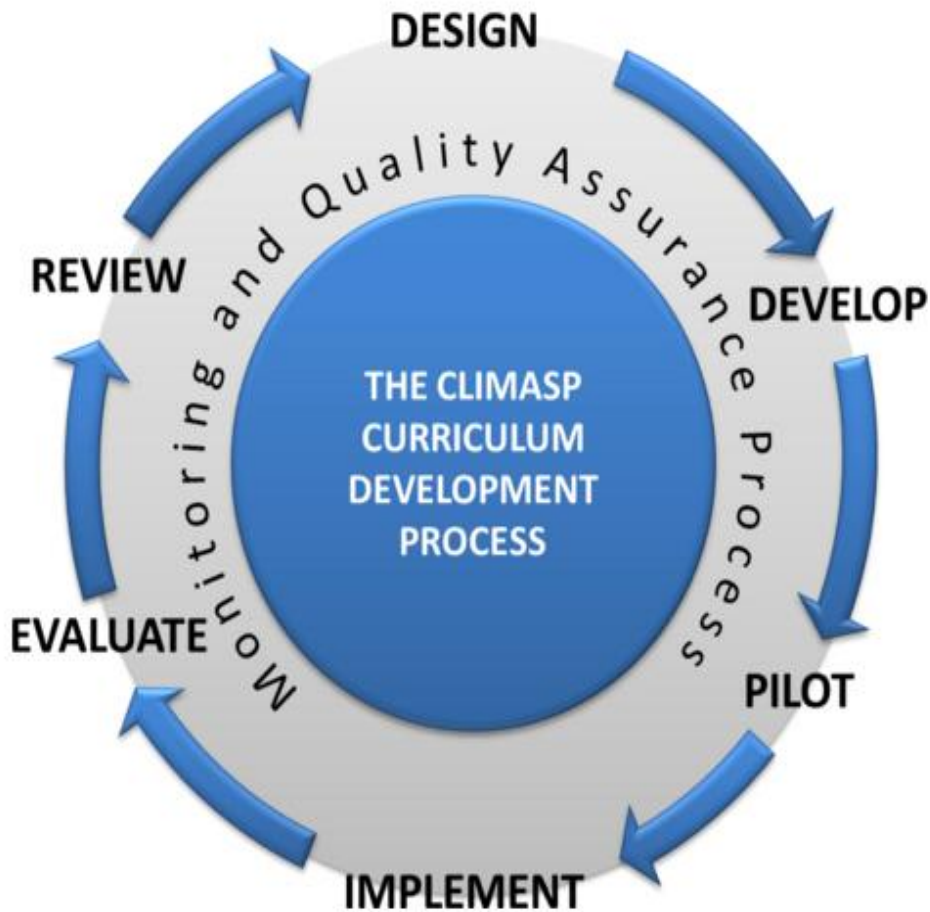 DESIGN
DEVELOP
PILOT
IMPLEMENT
EVALUATE
REVIEW
Monitoring and Quality Assurance Process
THE CLIMASP
CURRICULUM
DEVELOPMENT
PROCESS